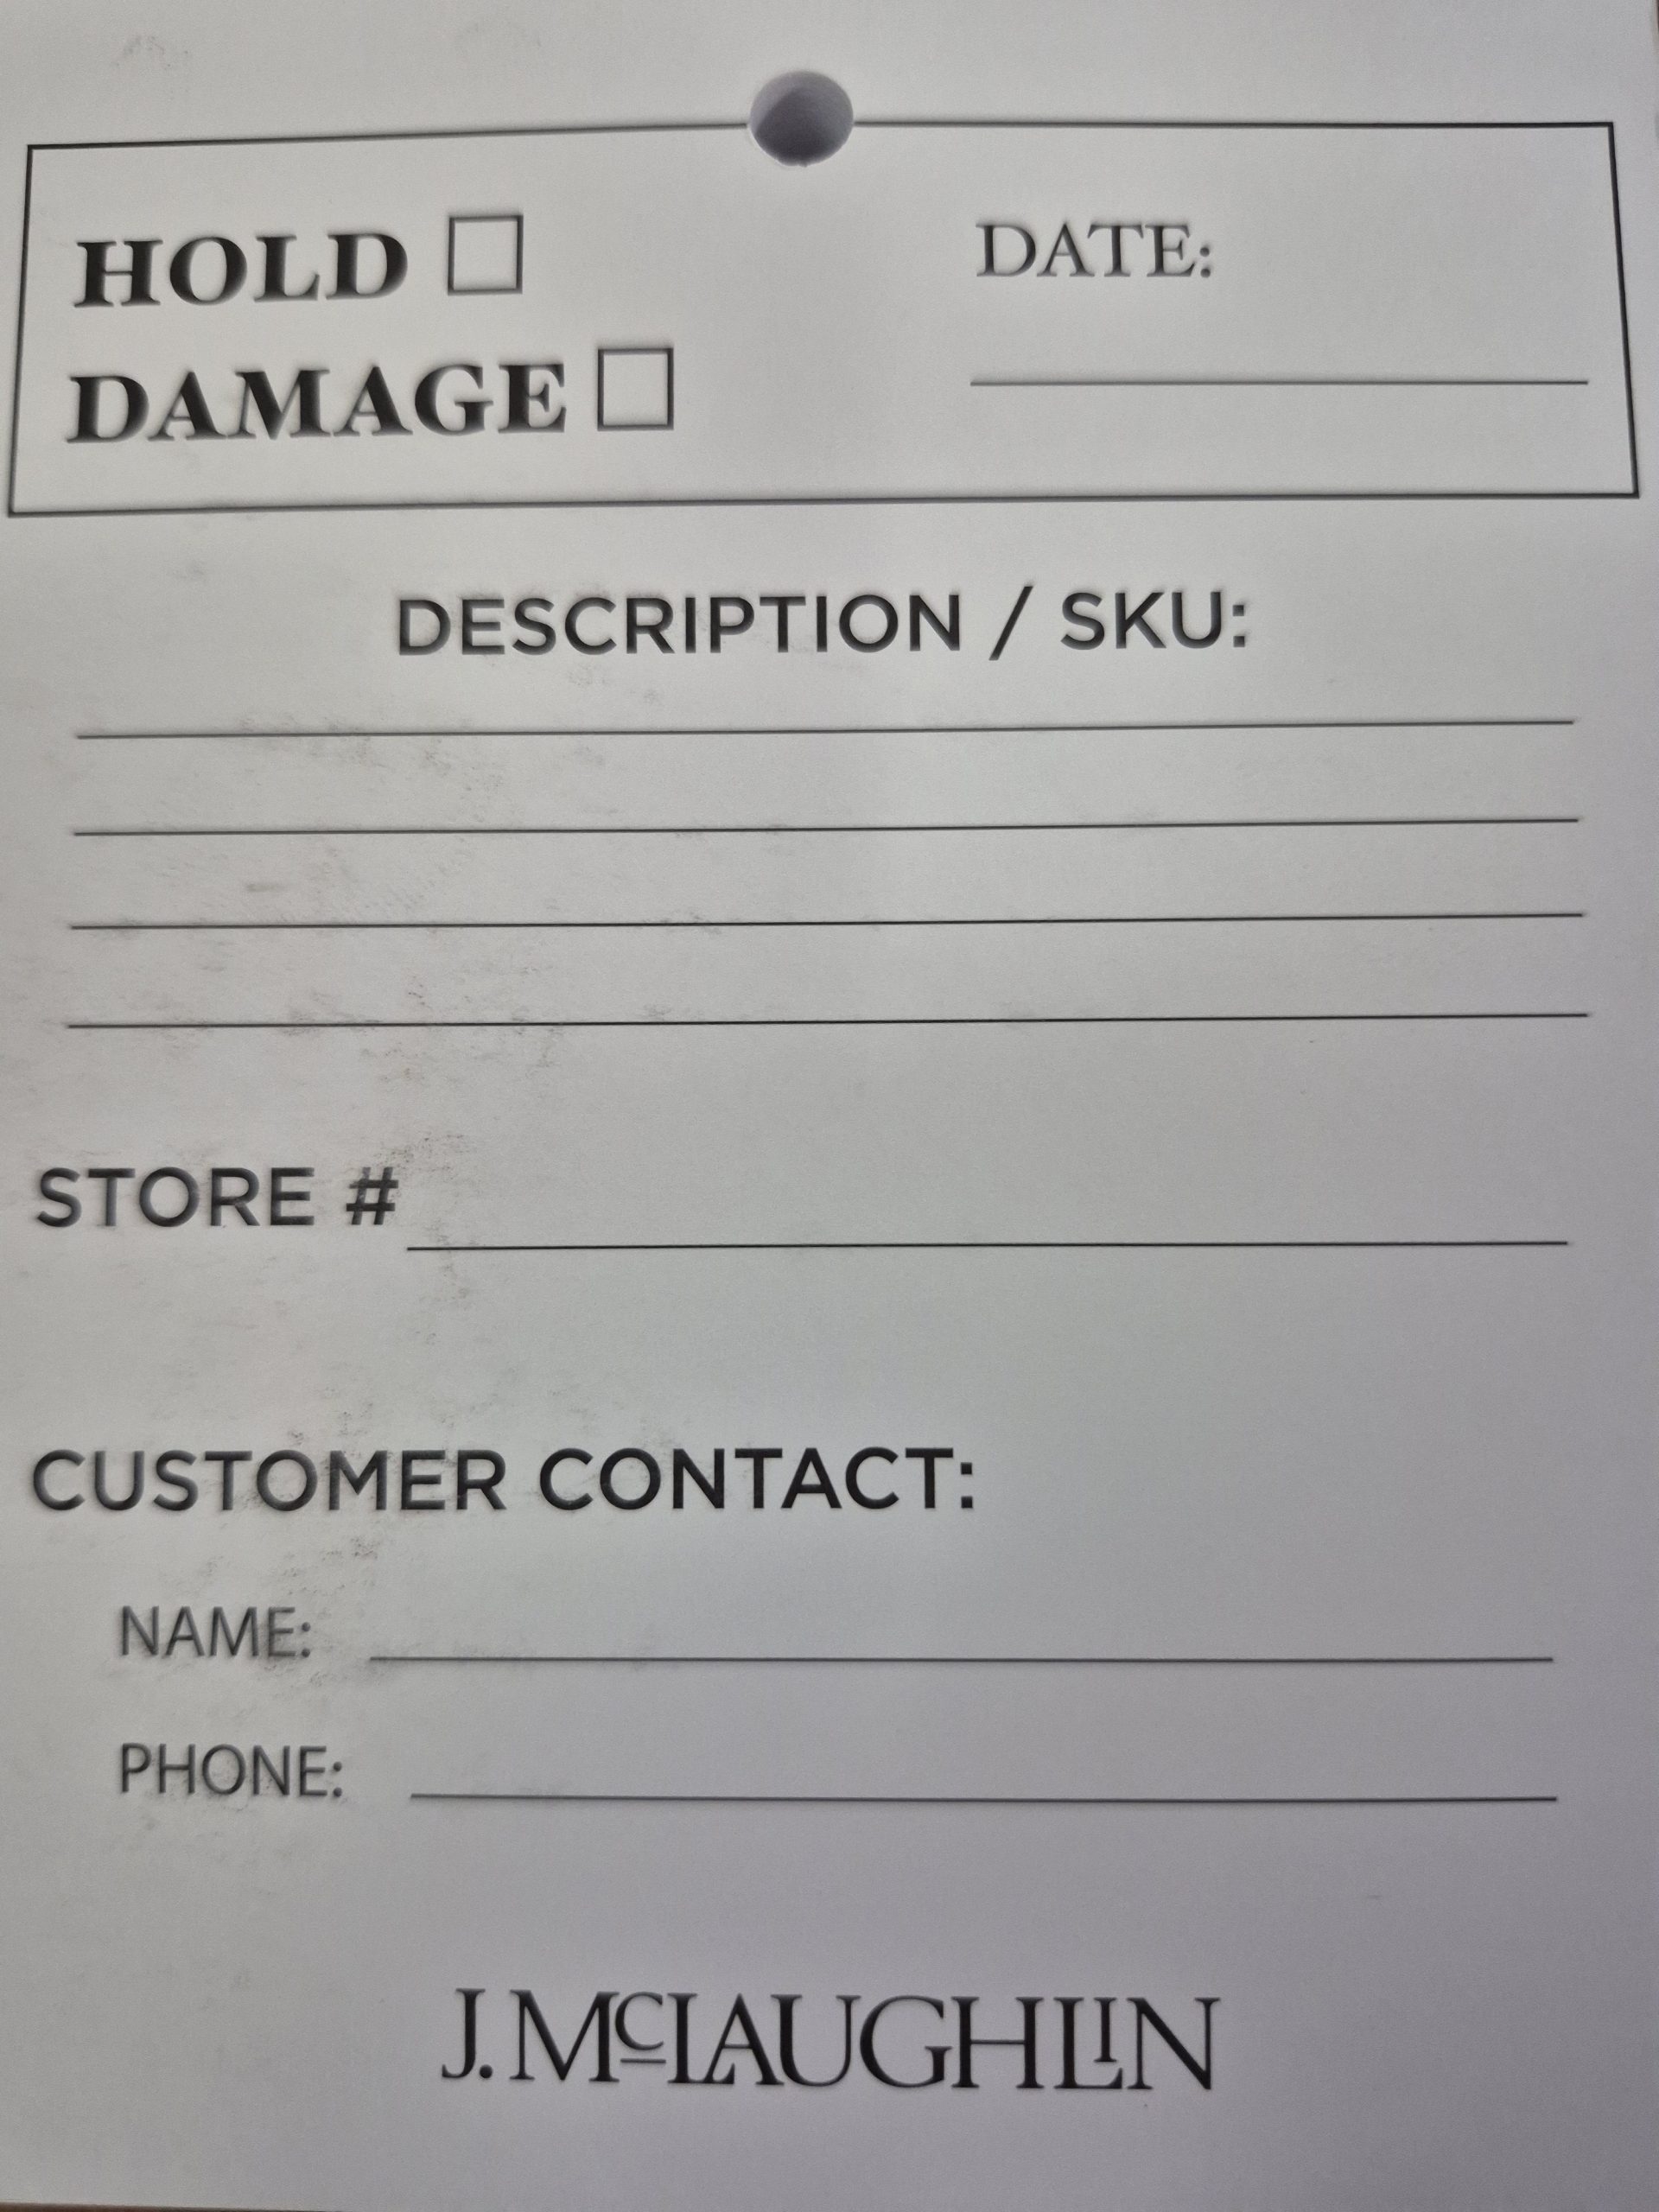 HOLD ☐
DATE:
DAMAGE ☐
DESCRIPTION / SKU:
STORE #
CUSTOMER CONTACT:
NAME:
PHONE:
J. McLAUGHLIN